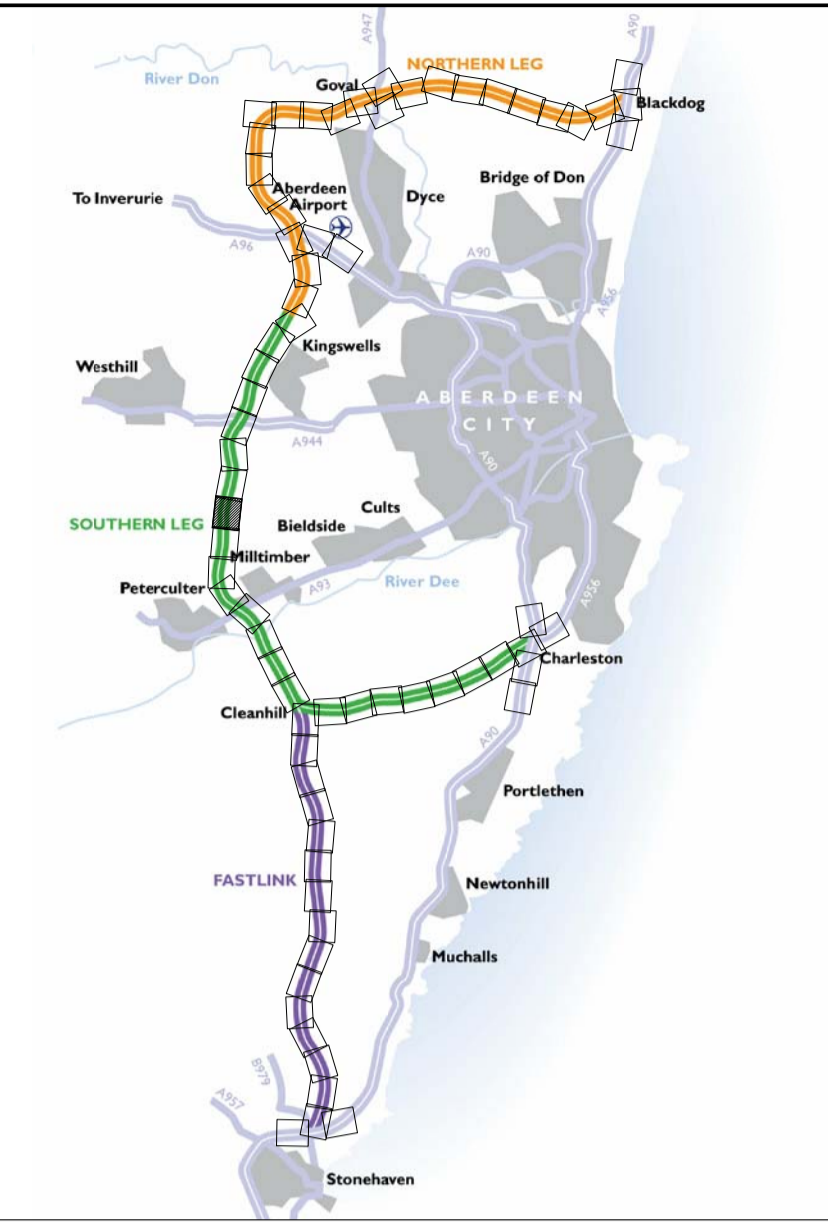 A947
A90
NORTHERN LEG
River Don
Goval
Blackdog
Bridge of Don
Aberdeen
Airport
Dyce
To Inverurie
A96
A90
A956
Kingswells
Westhill
ABERDEEN
CITY
A944
A90
Cults
SOUTHERN LEG
Bieldside
Milltimber
Peterculter
A93
River Dee
A956
Charleston
Cleanhill
A90
Portlethen
FASTLINK
Newtonhill
Muchalls
B979
A957
Stonehaven